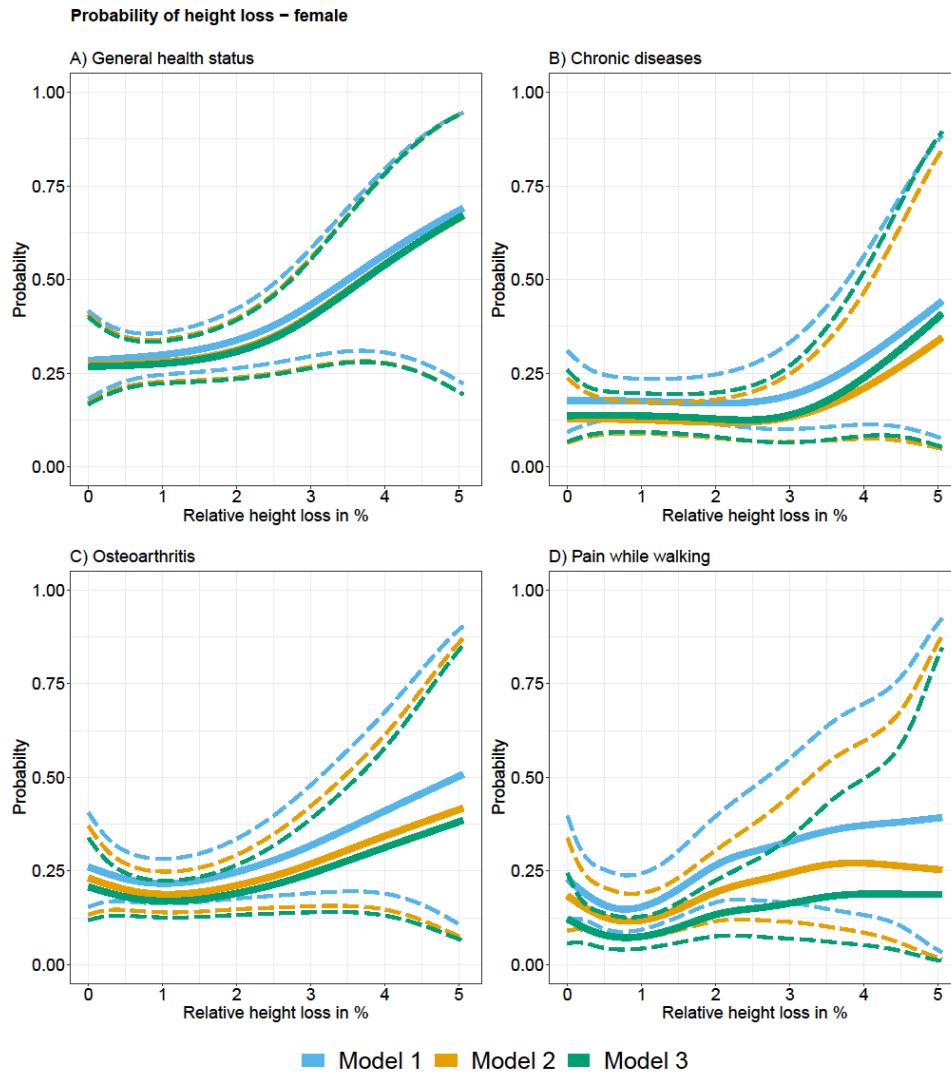 Probability of height loss – female
A) General health status
B) Chronic diseases
1.00
0.75
0.50
0.25
0.00
Probabilty
0 1 2 3 4 5
Relative height loss in %
1.00
0.75
0.50
0.25
0.00
Probabilty
0 1 2 3 4 5
Relative height loss in %
C) Osteoarthritis
D) Pain while walking
1.00
0.75
0.50
0.25
0.00
Probabilty
0 1 2 3 4 5
Relative height loss in %
1.00
0.75
0.50
0.25
0.00
Probabilty
0 1 2 3 4 5
Relative height loss in %
Model 1 Model 2 Model 3